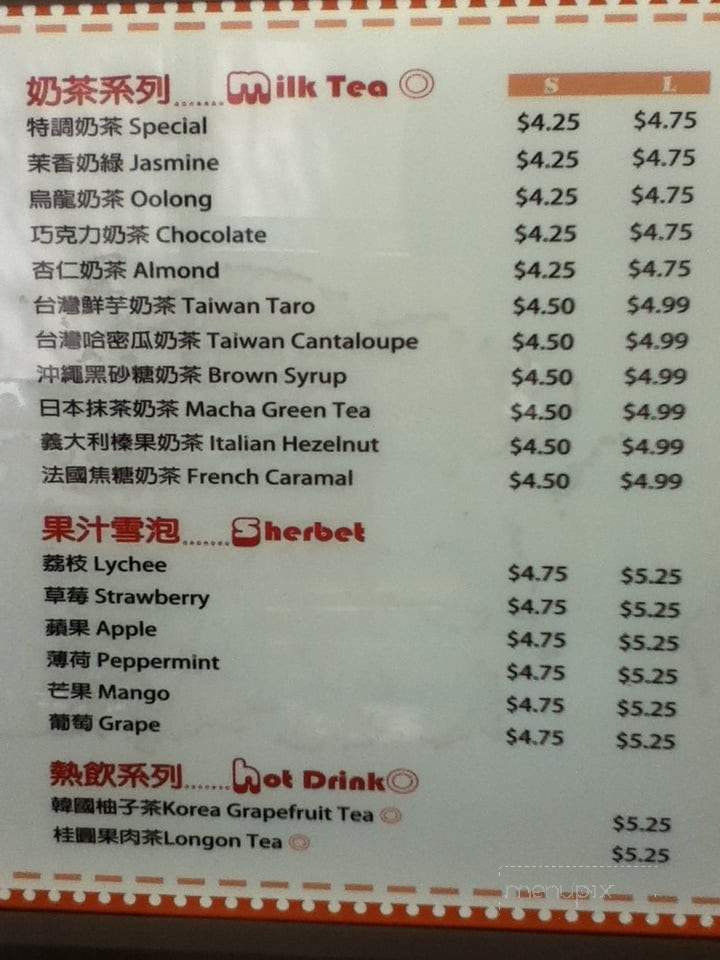 奶茶系列.......Milk Tea S L
特調奶茶 Special $4.25 $4.75
茉香奶綠 Jasmine $4.25 $4.75
烏龍奶茶 Oolong $4.25 $4.75
巧克力奶茶 Chocolate $4.25 $4.75
杏仁奶茶 Almond $4.25 $4.75
台灣鮮芋奶茶 Taiwan Taro $4.50 $4.99
台灣哈密瓜奶茶 Taiwan Cantaloupe $4.50 $4.99
沖繩黑砂糖奶茶 Brown Syrup $4.50 $4.99
日本抹茶奶茶 Macha Green Tea $4.50 $4.99
義大利榛果奶茶 Italian Hezelnut $4.50 $4.99
法國焦糖奶茶 French Caramal $4.50 $4.99
果汁雪泡.......Sherbet
荔枝 Lychee $4.75 $5.25
草莓 Strawberry $4.75 $5.25
蘋果 Apple $4.75 $5.25
薄荷 Peppermint $4.75 $5.25
芒果 Mango $4.75 $5.25
葡萄 Grape $4.75 $5.25
熱飲系列.......hot Drink
韓國柚子茶Korea Grapefruit Tea $5.25
桂圓果肉茶Longon Tea $5.25
menupix